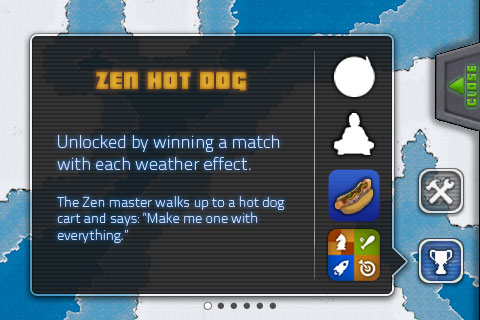 ZEN HOT DOG
Unlocked by winning a match
with each weather effect.
The Zen master walks up to a hot dog
cart and says: "Make me one with
everything."
CLOSE